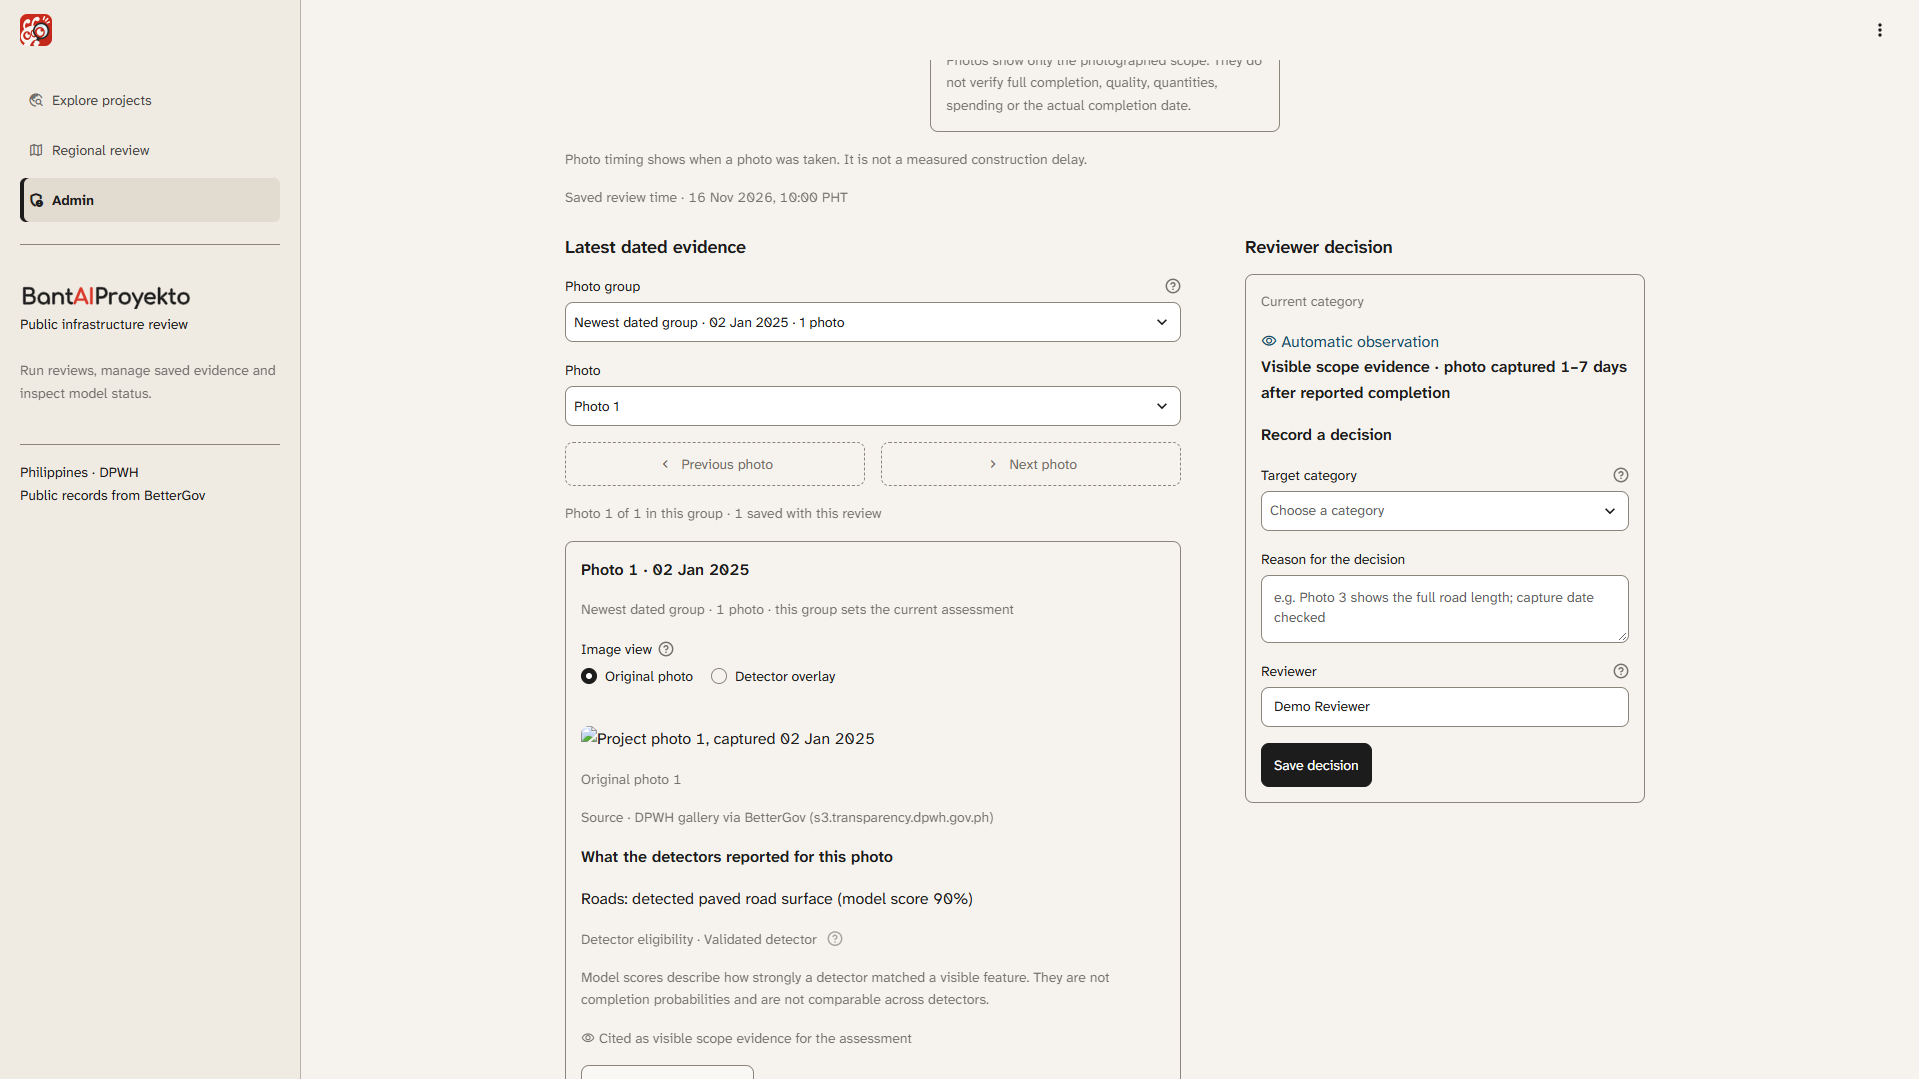 Explore projects
Regional review
Admin
BantAIProyekto
Public infrastructure review
Run reviews, manage saved evidence and
inspect model status.
Philippines · DPWH
Public records from BetterGov
Photos show only the photographed scope. They do
not verify full completion, quality, quantities,
spending or the actual completion date.
Photo timing shows when a photo was taken. It is not a measured construction delay.
Saved review time · 16 Nov 2026, 10:00 PHT
Latest dated evidence
Photo group
Newest dated group · 02 Jan 2025 · 1 photo
Photo
Photo 1
Previous photo
Next photo
Photo 1 of 1 in this group · 1 saved with this review
Photo 1 · 02 Jan 2025
Newest dated group · 1 photo · this group sets the current assessment
Image view
Original photo
Detector overlay
Project photo 1, captured 02 Jan 2025
Original photo 1
Source · DPWH gallery via BetterGov (s3.transparency.dpwh.gov.ph)
What the detectors reported for this photo
Roads: detected paved road surface (model score 90%)
Detector eligibility · Validated detector
Model scores describe how strongly a detector matched a visible feature. They are not
completion probabilities and are not comparable across detectors.
Cited as visible scope evidence for the assessment
Reviewer decision
Current category
Automatic observation
Visible scope evidence · photo captured 1–7 days
after reported completion
Record a decision
Target category
Choose a category
Reason for the decision
e.g. Photo 3 shows the full road length; capture date
checked
Reviewer
Demo Reviewer
Save decision